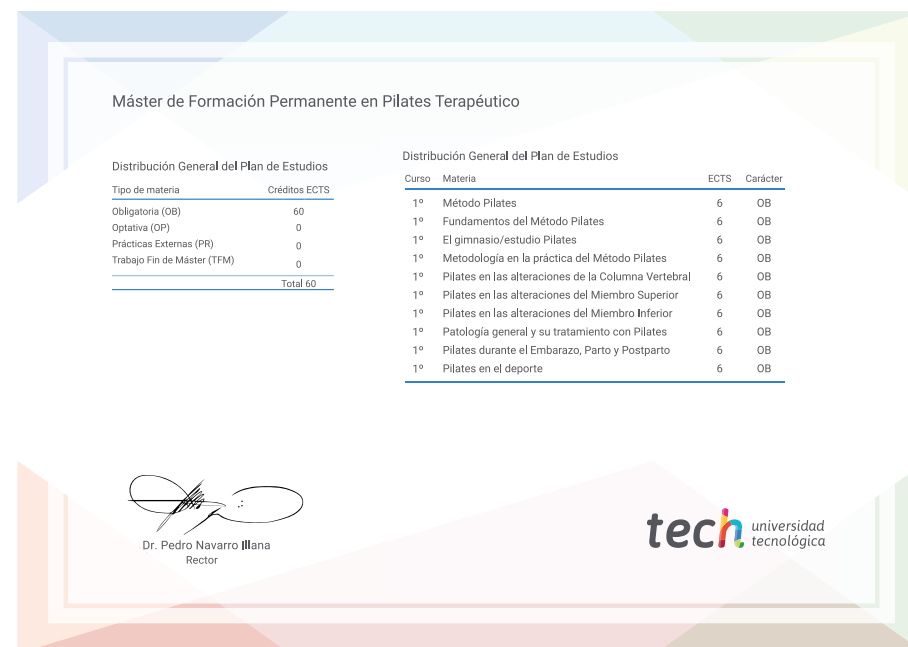 Máster de Formación Permanente en Pilates Terapéutico
Distribución General del Plan de Estudios
Tipo de materia Créditos ECTS
Obligatoria (OB) 60
Optativa (OP) 0
Prácticas Externas (PR) 0
Trabajo Fin de Máster (TFM) 0
Total 60
Distribución General del Plan de Estudios
Curso Materia ECTS Carácter
1º Método Pilates 6 OB
1º Fundamentos del Método Pilates 6 OB
1º El gimnasio/estudio Pilates 6 OB
1º Metodología en la práctica del Método Pilates 6 OB
1º Pilates en las alteraciones de la Columna Vertebral 6 OB
1º Pilates en las alteraciones del Miembro Superior 6 OB
1º Pilates en las alteraciones del Miembro Inferior 6 OB
1º Patología general y su tratamiento con Pilates 6 OB
1º Pilates durante el Embarazo, Parto y Postparto 6 OB
1º Pilates en el deporte 6 OB
Dr. Pedro Navarro Illana
Rector
tech universidad
tecnológica